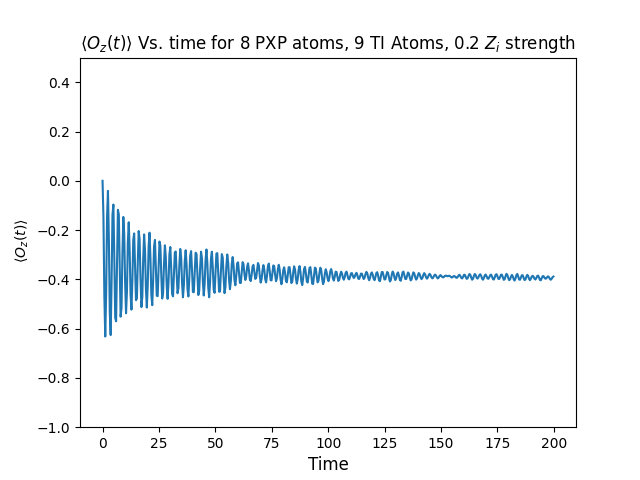 ⟨O_z(t)⟩ Vs. time for 8 PXP atoms, 9 TI Atoms, 0.2 Z_i strength
0.4
0.2
0.0
−0.2
−0.4
−0.6
−0.8
−1.0
⟨O_z(t)⟩
0 25 50 75 100 125 150 175 200
Time